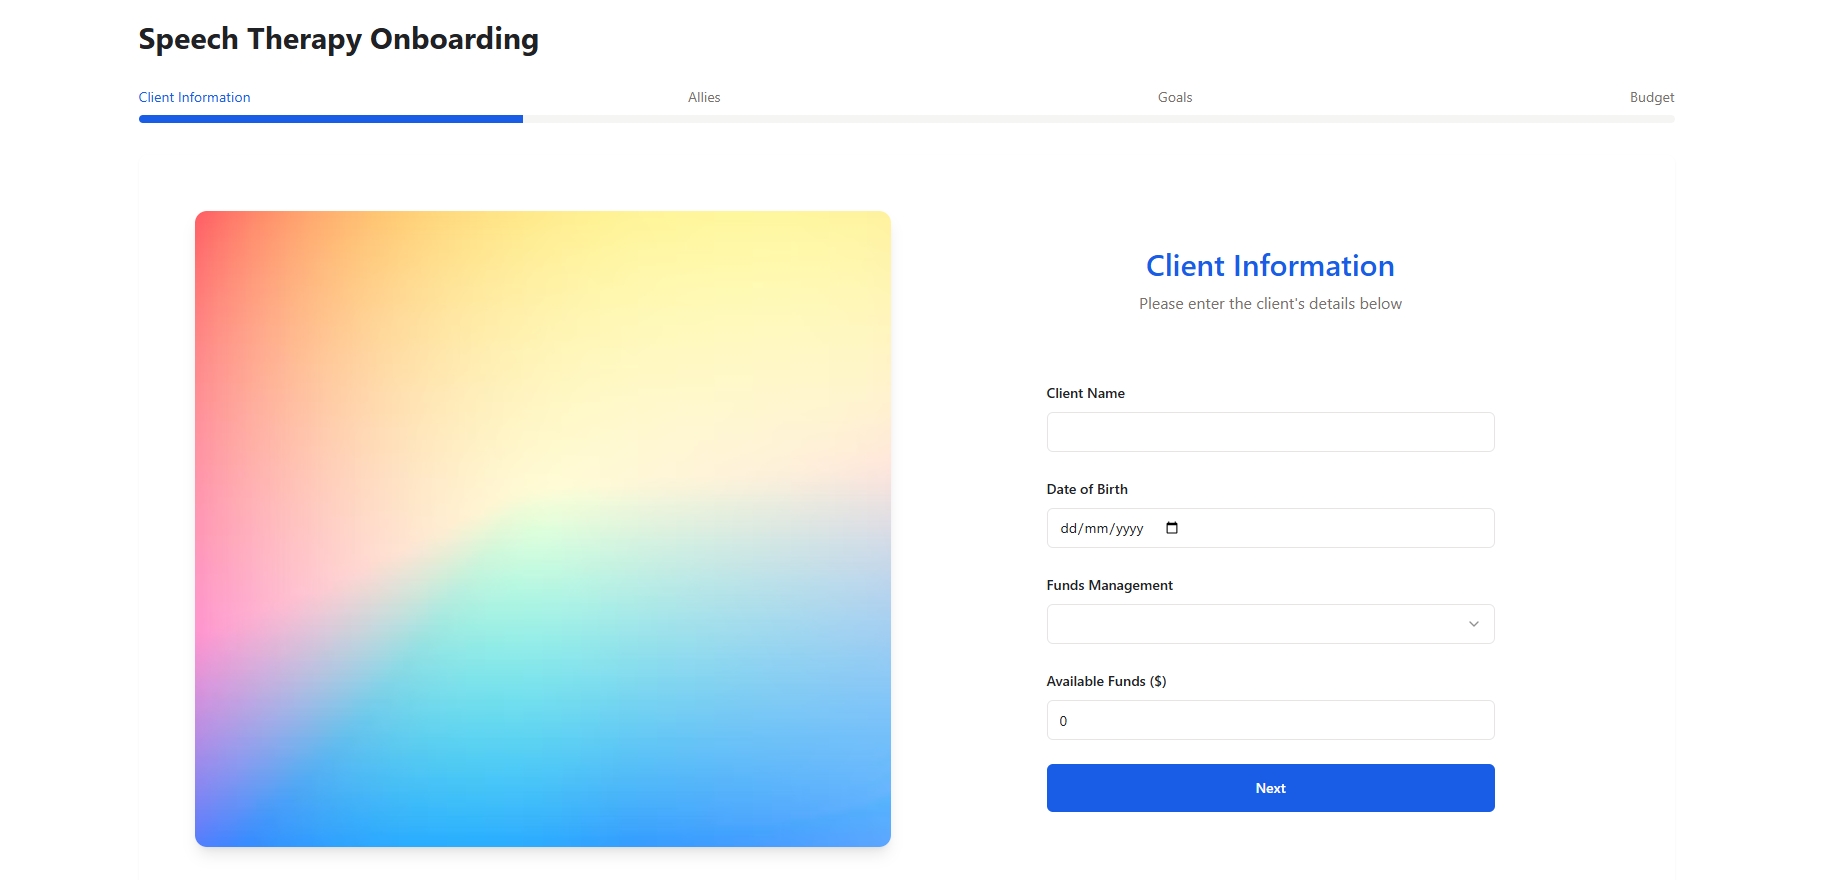 Speech Therapy Onboarding
Client Information
Allies
Goals
Budget
Client Information
Please enter the client's details below
Client Name
Date of Birth
dd/mm/yyyy
Funds Management
Available Funds ($)
0
Next